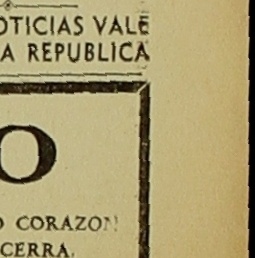 OTICIAS VALE
A REPUBLICA
O
O CORAZON
CERRA.